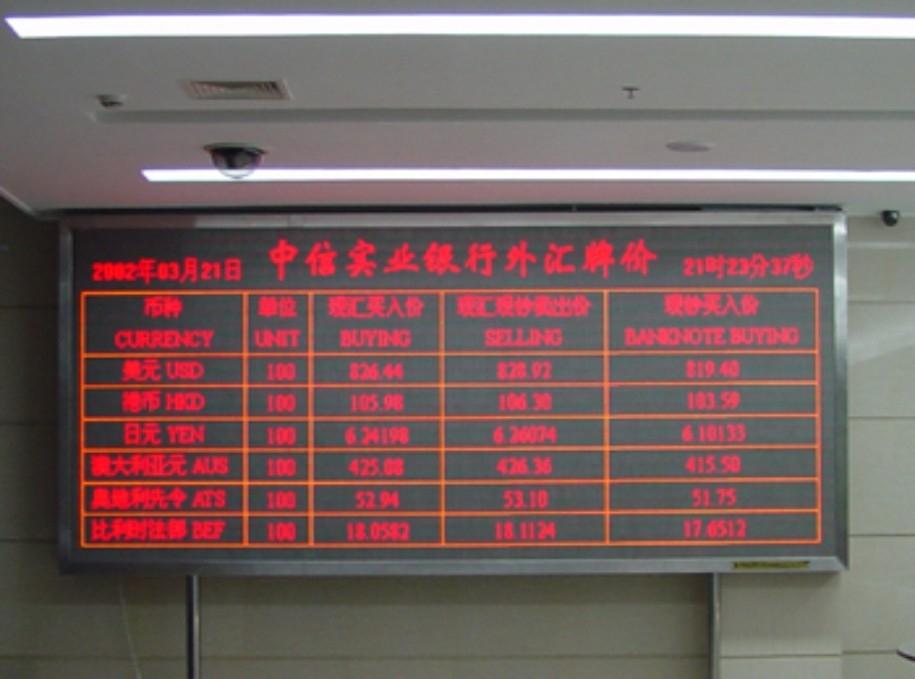 2002年03月21日 中信实业银行外汇牌价 21时23分37秒
币种 单位 现汇买入价 现汇现钞卖出价 现钞买入价
CURRENCY UNIT BUYING SELLING BANKNOTE BUYING
美元 USD 100 826.44 828.92 819.40
港币 HKD 100 105.98 106.30 103.59
日元 YEN 100 6.24198 6.26074 6.10133
澳大利亚元 AUS 100 425.08 426.36 415.50
奥地利先令 ATS 100 52.94 53.10 51.75
比利时法郎 BEF 100 18.0582 18.1124 17.6512